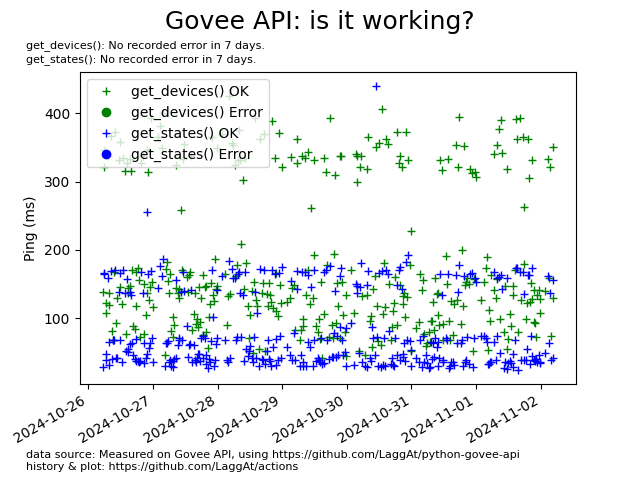 Govee API: is it working?
get_devices(): No recorded error in 7 days.
get_states(): No recorded error in 7 days.
get_devices() OK
get_devices() Error
get_states() OK
get_states() Error
Ping (ms)
400
300
200
100
2024-10-26
2024-10-27
2024-10-28
2024-10-29
2024-10-30
2024-10-31
2024-11-01
2024-11-02
data source: Measured on Govee API, using https://github.com/LaggAt/python-govee-api
history & plot: https://github.com/LaggAt/actions